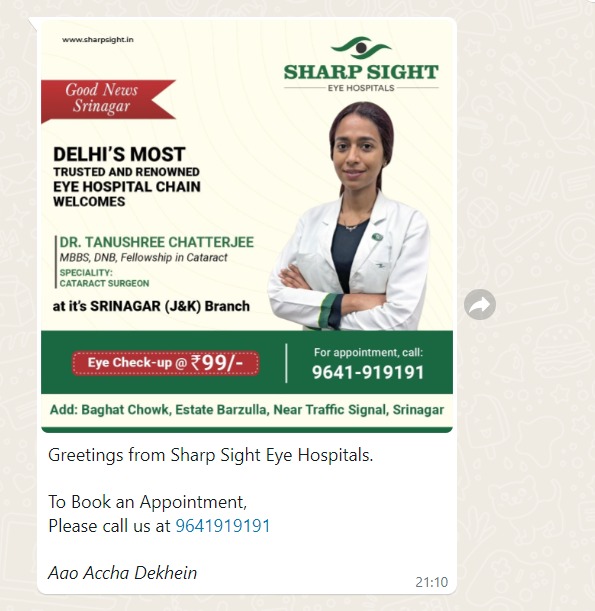 www.sharpsight.in
SHARP SIGHT
EYE HOSPITALS
Good News
Srinagar
DELHI'S MOST
TRUSTED AND RENOWNED
EYE HOSPITAL CHAIN
WELCOMES
DR. TANUSHREE CHATTERJEE
MBBS, DNB, Fellowship in Cataract
SPECIALITY:
CATARACT SURGEON
at it's SRINAGAR (J&K) Branch
Eye Check-up @ ₹99/-
For appointment, call:
9641-919191
Add: Baghat Chowk, Estate Barzulla, Near Traffic Signal, Srinagar
Greetings from Sharp Sight Eye Hospitals.
To Book an Appointment,
Please call us at 9641919191
Aao Accha Dekhein
21:10